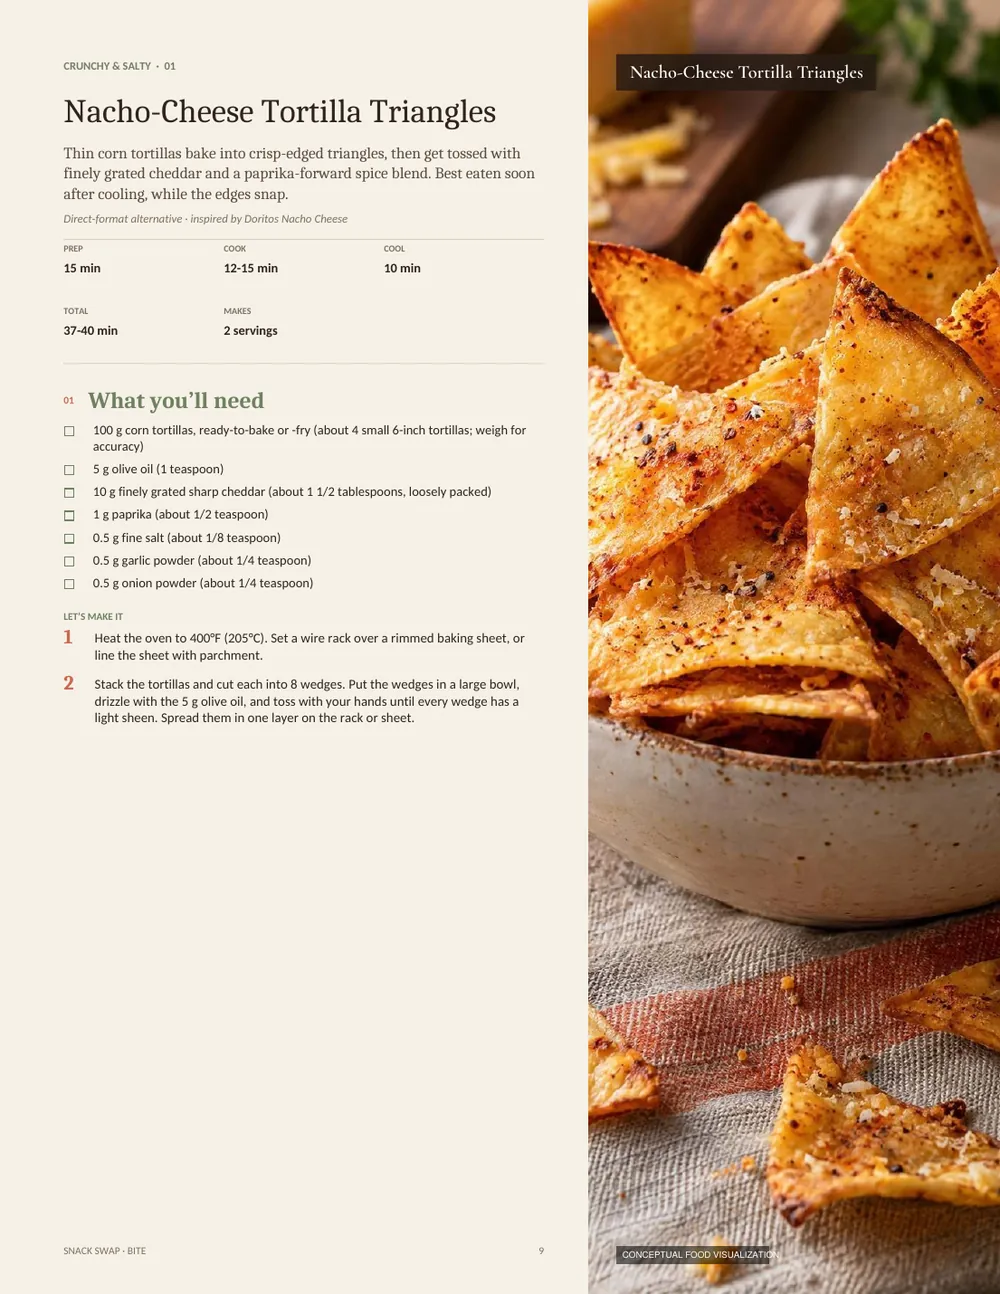 CRUNCHY & SALTY · 01
Nacho-Cheese Tortilla Triangles
Thin corn tortillas bake into crisp-edged triangles, then get tossed with
finely grated cheddar and a paprika-forward spice blend. Best eaten soon
after cooling, while the edges snap.
Direct-format alternative · inspired by Doritos Nacho Cheese
PREP COOK COOL
15 min 12-15 min 10 min
TOTAL MAKES
37-40 min 2 servings
01 What you’ll need
100 g corn tortillas, ready-to-bake or -fry (about 4 small 6-inch tortillas; weigh for
accuracy)
5 g olive oil (1 teaspoon)
10 g finely grated sharp cheddar (about 1 1/2 tablespoons, loosely packed)
1 g paprika (about 1/2 teaspoon)
0.5 g fine salt (about 1/8 teaspoon)
0.5 g garlic powder (about 1/4 teaspoon)
0.5 g onion powder (about 1/4 teaspoon)
LET’S MAKE IT
1 Heat the oven to 400°F (205°C). Set a wire rack over a rimmed baking sheet, or
line the sheet with parchment.
2 Stack the tortillas and cut each into 8 wedges. Put the wedges in a large bowl,
drizzle with the 5 g olive oil, and toss with your hands until every wedge has a
light sheen. Spread them in one layer on the rack or sheet.
SNACK SWAP · BITE 9
Nacho-Cheese Tortilla Triangles
CONCEPTUAL FOOD VISUALIZATION